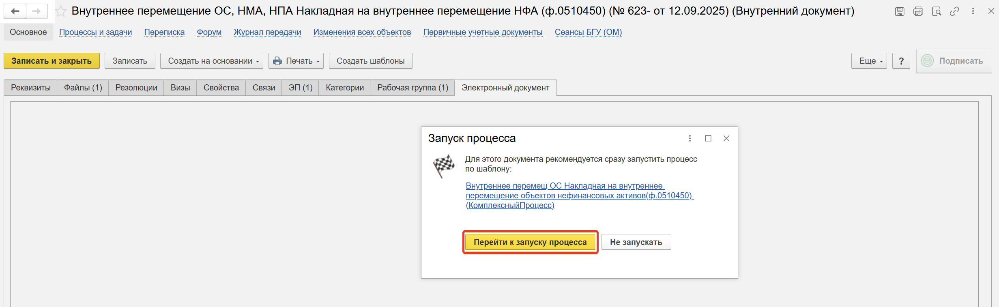 Внутреннее перемещение ОС, НМА, НПА Накладная на внутреннее перемещение НФА (ф.0510450) (№ 623- от 12.09.2025) (Внутренний документ)
Основное Процессы и задачи Переписка Форум Журнал передачи Изменения всех объектов Первичные учетные документы Сеансы БГУ (ОМ)
Записать и закрыть Записать Создать на основании Печать Создать шаблоны Еще ? Подписать
Реквизиты Файлы (1) Резолюции Визы Свойства Связи ЭП (1) Категории Рабочая группа (1) Электронный документ
Запуск процесса
Для этого документа рекомендуется сразу запустить процесс
по шаблону:
Внутреннее перемещ ОС Накладная на внутреннее
перемещение объектов нефинансовых активов(ф.0510450)
(КомплексныйПроцесс)
Перейти к запуску процесса Не запускать